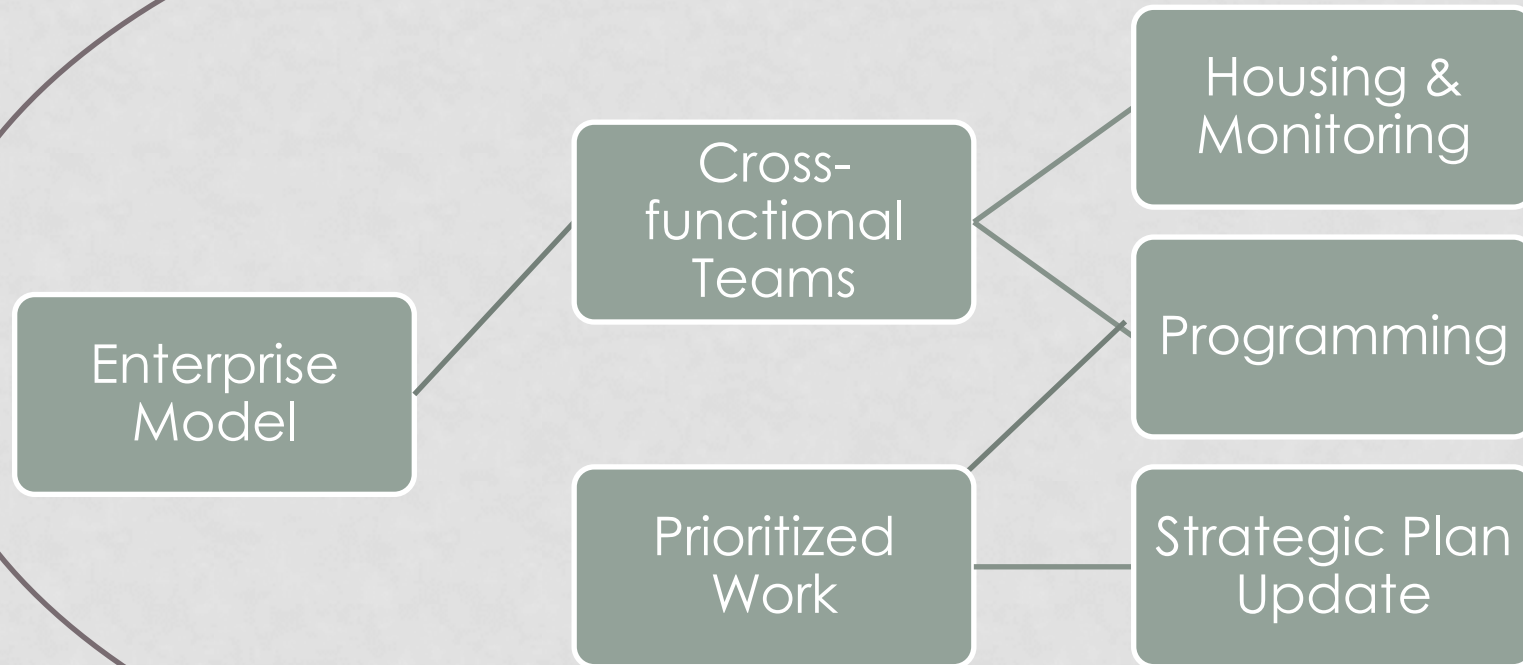 Enterprise
Model
Cross-
functional
Teams
Prioritized
Work
Housing &
Monitoring
Programming
Strategic Plan
Update